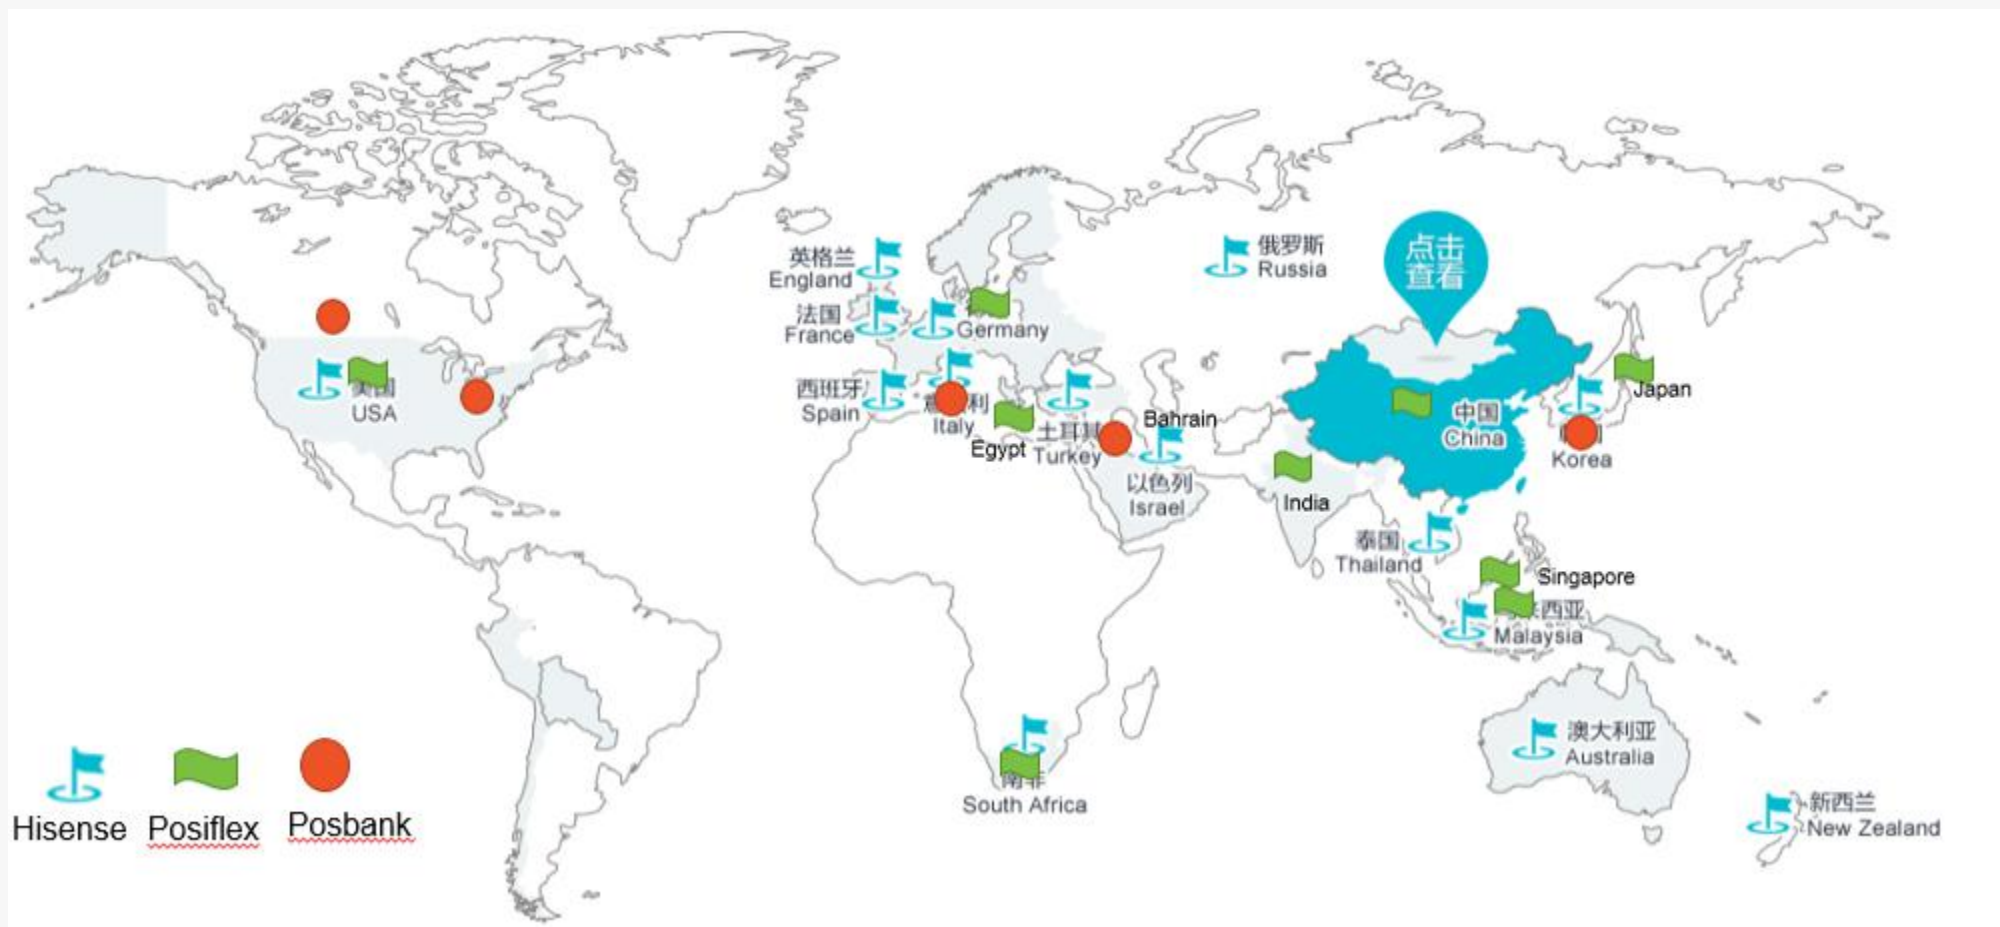 英格兰
England
法国
France
Germany
西班牙
Spain
Italy
Egypt
Turkey
Bahrain
以色列
Israel
俄罗斯
Russia
点击
查看
中国
China
Japan
Korea
India
泰国
Thailand
Singapore
西亚
Malaysia
澳大利亚
Australia
新西兰
New Zealand
South Africa
USA
Hisense
Posiflex
Posbank